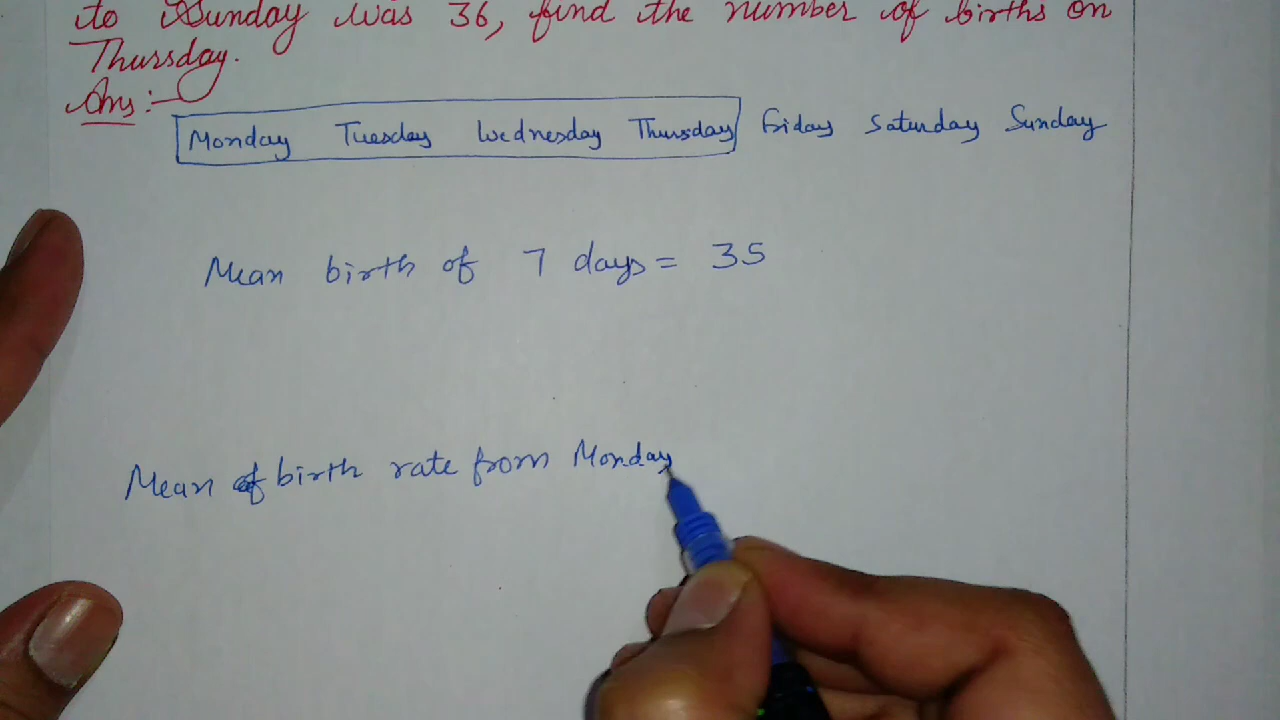 to Sunday was 36, find the number of births on
Thursday.
Ans:-
Monday Tuesday Wednesday Thursday Friday Saturday Sunday
Mean birth of 7 days = 35
Mean of birth rate from Monday